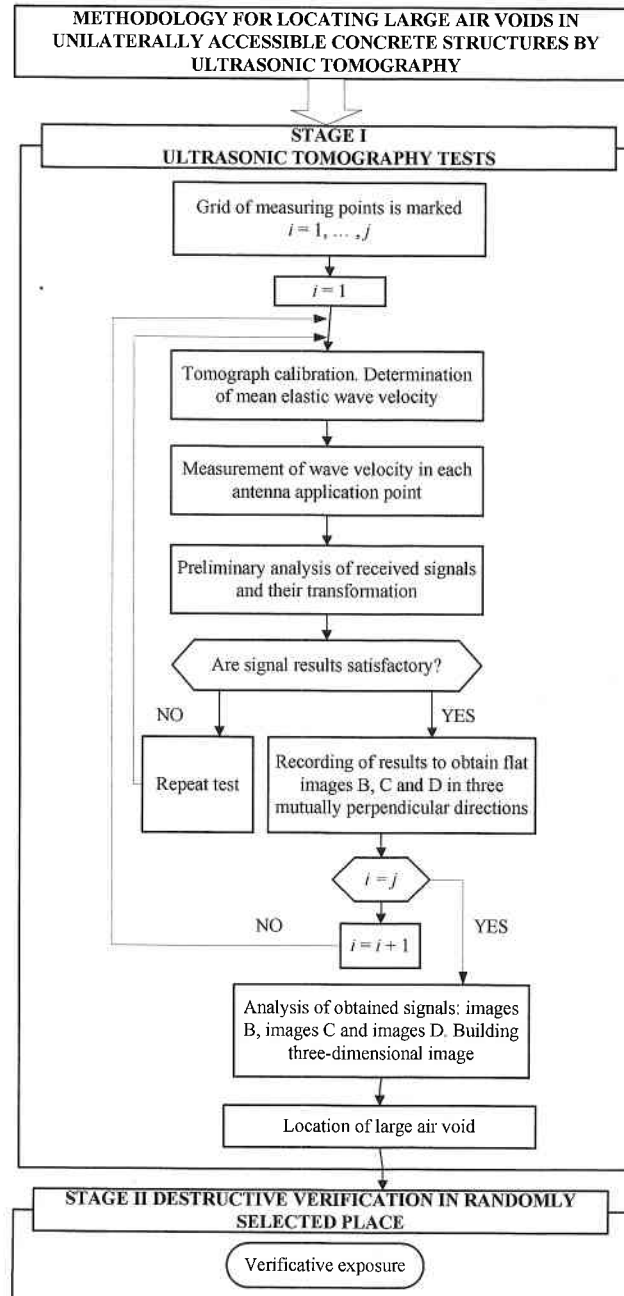 METHODOLOGY FOR LOCATING LARGE AIR VOIDS IN
UNILATERALLY ACCESSIBLE CONCRETE STRUCTURES BY
ULTRASONIC TOMOGRAPHY
STAGE I
ULTRASONIC TOMOGRAPHY TESTS
Grid of measuring points is marked
i = 1, … , j
i = 1
Tomograph calibration. Determination
of mean elastic wave velocity
Measurement of wave velocity in each
antenna application point
Preliminary analysis of received signals
and their transformation
Are signal results satisfactory?
NO
YES
Repeat test
Recording of results to obtain flat
images B, C and D in three
mutually perpendicular directions
i = j
NO
YES
i = i + 1
Analysis of obtained signals: images
B, images C and images D. Building
three-dimensional image
Location of large air void
STAGE II DESTRUCTIVE VERIFICATION IN RANDOMLY
SELECTED PLACE
Verificative exposure